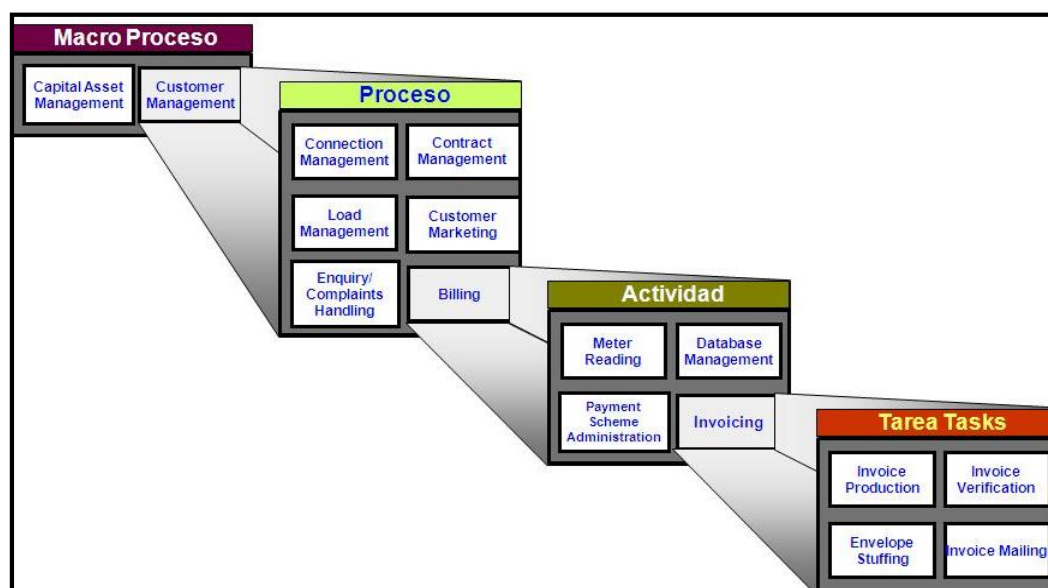 Macro Proceso
Capital Asset
Management
Customer
Management
Proceso
Connection
Management
Contract
Management
Load
Management
Customer
Marketing
Enquiry/
Complaints
Handling
Billing
Actividad
Meter
Reading
Database
Management
Payment
Scheme
Administration
Invoicing
Tarea Tasks
Invoice
Production
Invoice
Verification
Envelope
Stuffing
Invoice Mailing